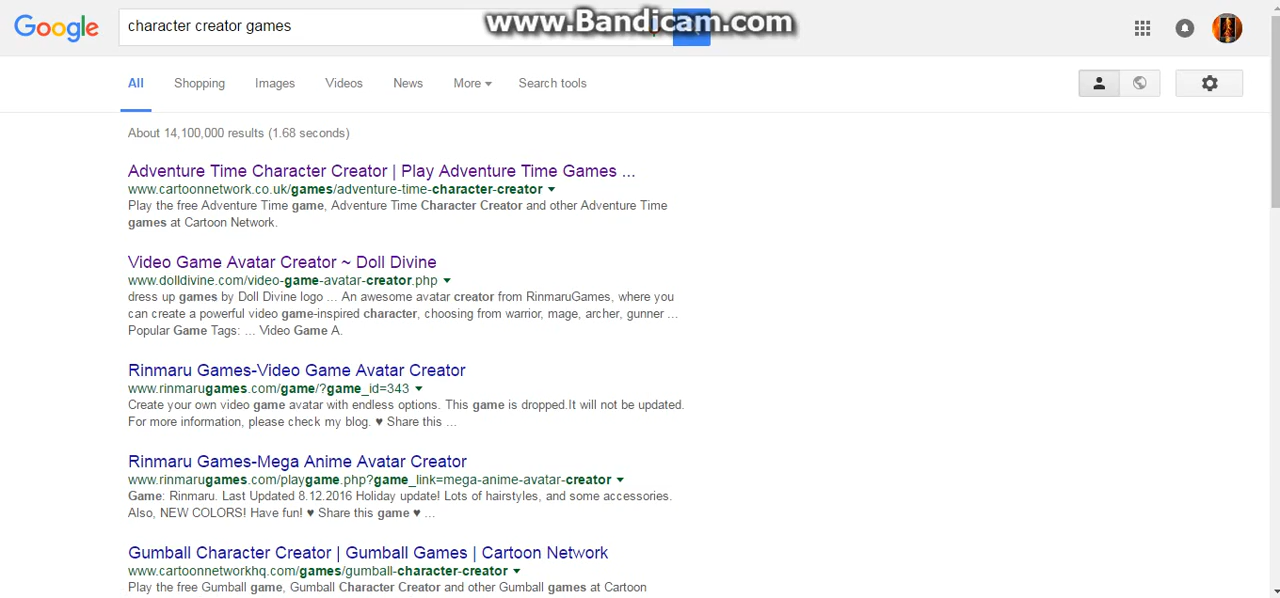 www.Bandicam.com
Google
character creator games
All Shopping Images Videos News More Search tools
About 14,100,000 results (1.68 seconds)
Adventure Time Character Creator | Play Adventure Time Games ...
www.cartoonnetwork.co.uk/games/adventure-time-character-creator
Play the free Adventure Time game, Adventure Time Character Creator and other Adventure Time
games at Cartoon Network.
Video Game Avatar Creator ~ Doll Divine
www.dolldivine.com/video-game-avatar-creator.php
dress up games by Doll Divine logo ... An awesome avatar creator from RinmaruGames, where you
can create a powerful video game-inspired character, choosing from warrior, mage, archer, gunner ...
Popular Game Tags: ... Video Game A.
Rinmaru Games-Video Game Avatar Creator
www.rinmarugames.com/game/?game_id=343
Create your own video game avatar with endless options. This game is dropped.It will not be updated.
For more information, please check my blog. ♥ Share this ...
Rinmaru Games-Mega Anime Avatar Creator
www.rinmarugames.com/playgame.php?game_link=mega-anime-avatar-creator
Game: Rinmaru. Last Updated 8.12.2016 Holiday update! Lots of hairstyles, and some accessories.
Also, NEW COLORS! Have fun! ♥ Share this game ♥ ...
Gumball Character Creator | Gumball Games | Cartoon Network
www.cartoonnetworkhq.com/games/gumball-character-creator
Play the free Gumball game, Gumball Character Creator and other Gumball games at Cartoon